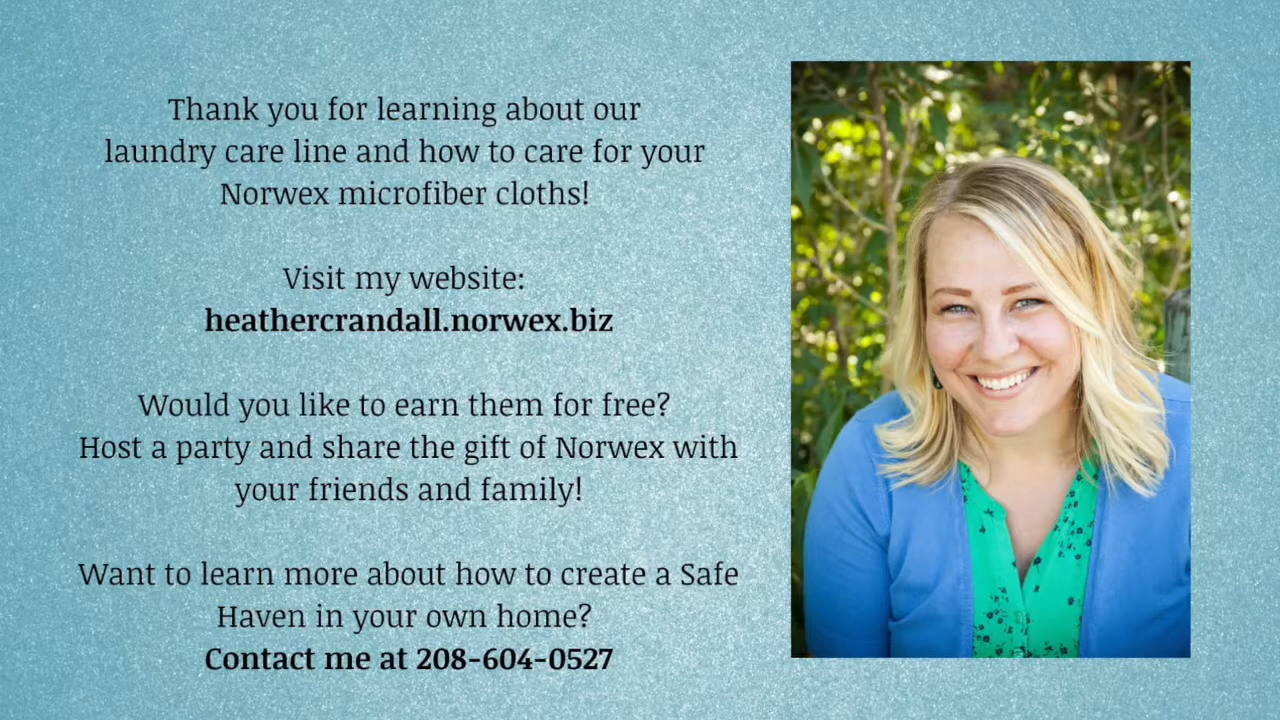 Thank you for learning about our
laundry care line and how to care for your
Norwex microfiber cloths!
Visit my website:
heathercrandall.norwex.biz
Would you like to earn them for free?
Host a party and share the gift of Norwex with
your friends and family!
Want to learn more about how to create a Safe
Haven in your own home?
Contact me at 208-604-0527